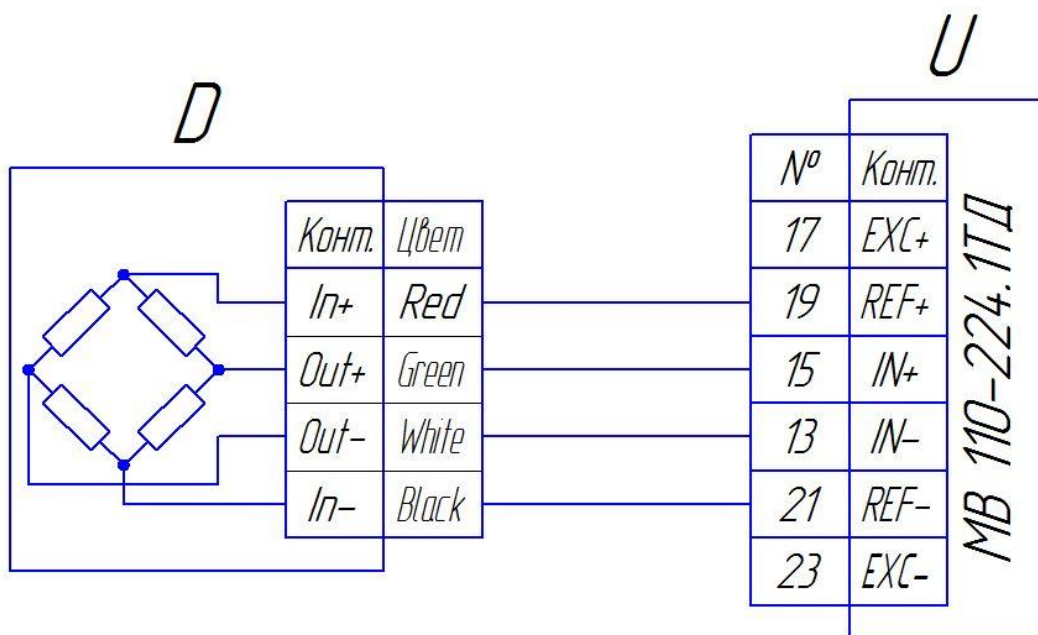 U
D
Nº Конт.
17 EXC+
Конт. Цвет
In+ Red 19 REF+
Out+ Green 15 IN+
Out- White 13 IN-
In- Black 21 REF-
23 EXC-
МВ 110-224.1ТД